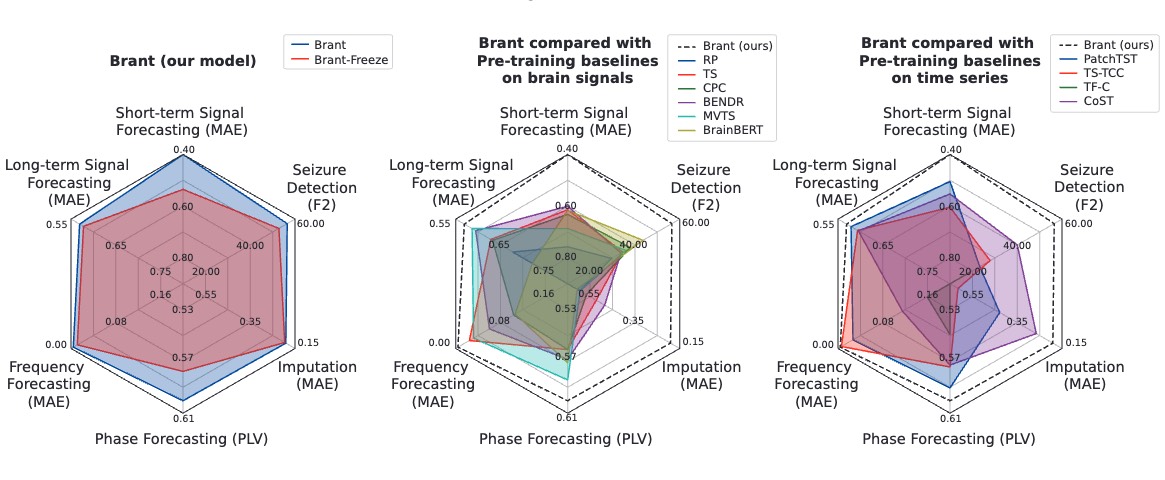 Brant (our model)
Brant
Brant-Freeze
Short-term Signal
Forecasting (MAE)
Long-term Signal
Forecasting
(MAE)
Seizure
Detection
(F2)
Frequency
Forecasting
(MAE)
Imputation
(MAE)
Phase Forecasting (PLV)
0.40
0.60
0.80
0.55
0.65
0.75
60.00
40.00
20.00
0.16
0.08
0.00
0.55
0.35
0.15
0.53
0.57
0.61
Brant compared with
Pre-training baselines
on brain signals
Brant (ours)
RP
TS
CPC
BENDR
MVTS
BrainBERT
Short-term Signal
Forecasting (MAE)
Long-term Signal
Forecasting
(MAE)
Seizure
Detection
(F2)
Frequency
Forecasting
(MAE)
Imputation
(MAE)
Phase Forecasting (PLV)
0.40
0.60
0.80
0.55
0.65
0.75
60.00
40.00
20.00
0.16
0.08
0.00
0.55
0.35
0.15
0.53
0.57
0.61
Brant compared with
Pre-training baselines
on time series
Brant (ours)
PatchTST
TS-TCC
TF-C
CoST
Short-term Signal
Forecasting (MAE)
Long-term Signal
Forecasting
(MAE)
Seizure
Detection
(F2)
Frequency
Forecasting
(MAE)
Imputation
(MAE)
Phase Forecasting (PLV)
0.40
0.60
0.80
0.55
0.65
0.75
60.00
40.00
20.00
0.16
0.08
0.00
0.55
0.35
0.15
0.53
0.57
0.61